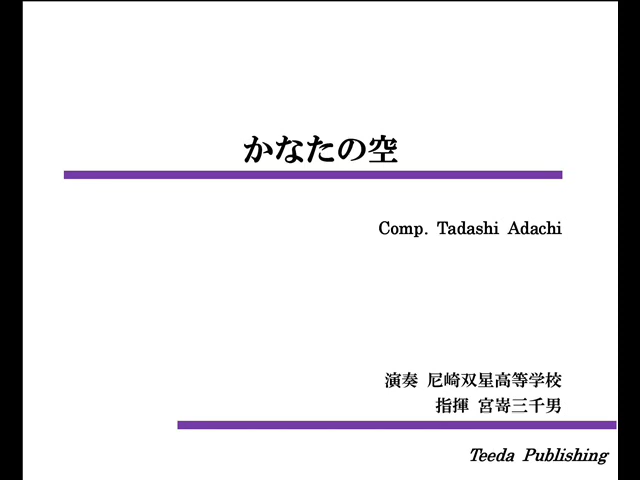 かなたの空
Comp. Tadashi Adachi
演奏 尼崎双星高等学校
指揮 宮嵜三千男
Teeda Publishing